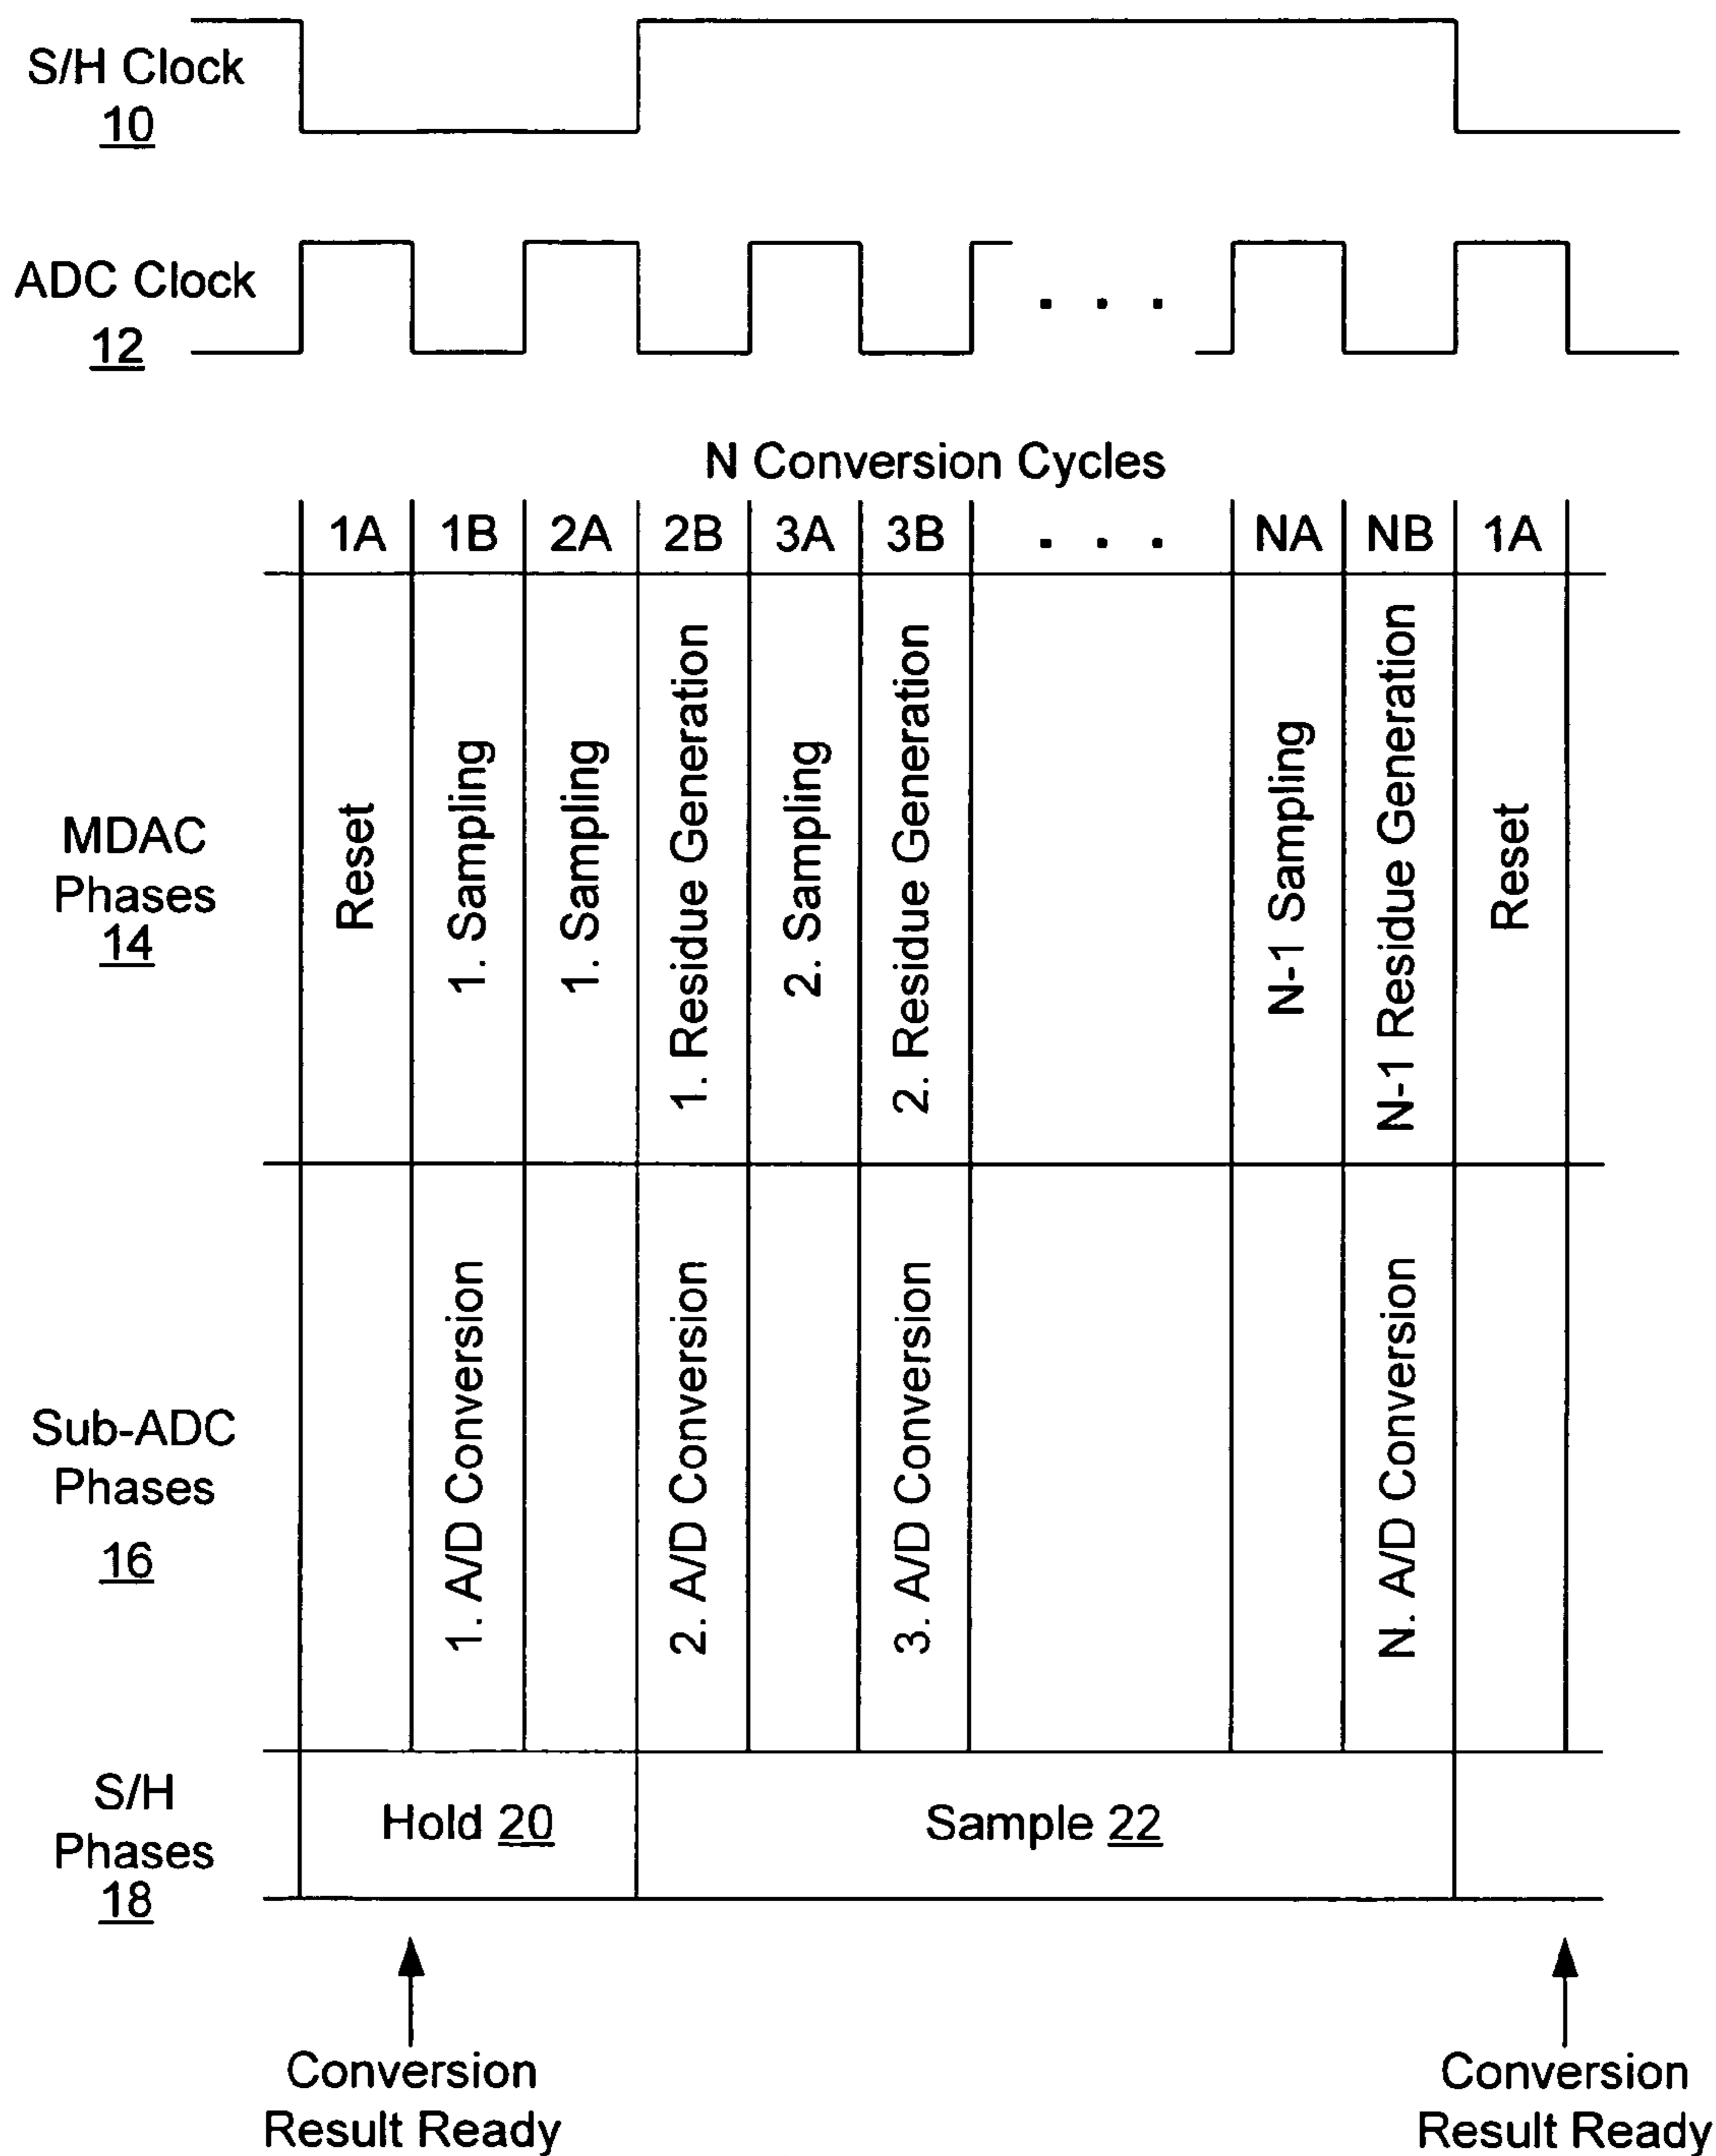 S/H Clock
10
ADC Clock
12
. . .
N Conversion Cycles
1A 1B 2A 2B 3A 3B . . . NA NB 1A
MDAC
Phases
14
Reset
1. Sampling
1. Sampling
1. Residue Generation
2. Sampling
2. Residue Generation
N-1 Sampling
N-1 Residue Generation
Reset
Sub-ADC
Phases
16
1. A/D Conversion
2. A/D Conversion
3. A/D Conversion
N. A/D Conversion
S/H
Phases
18
Hold 20
Sample 22
Conversion
Result Ready
Conversion
Result Ready